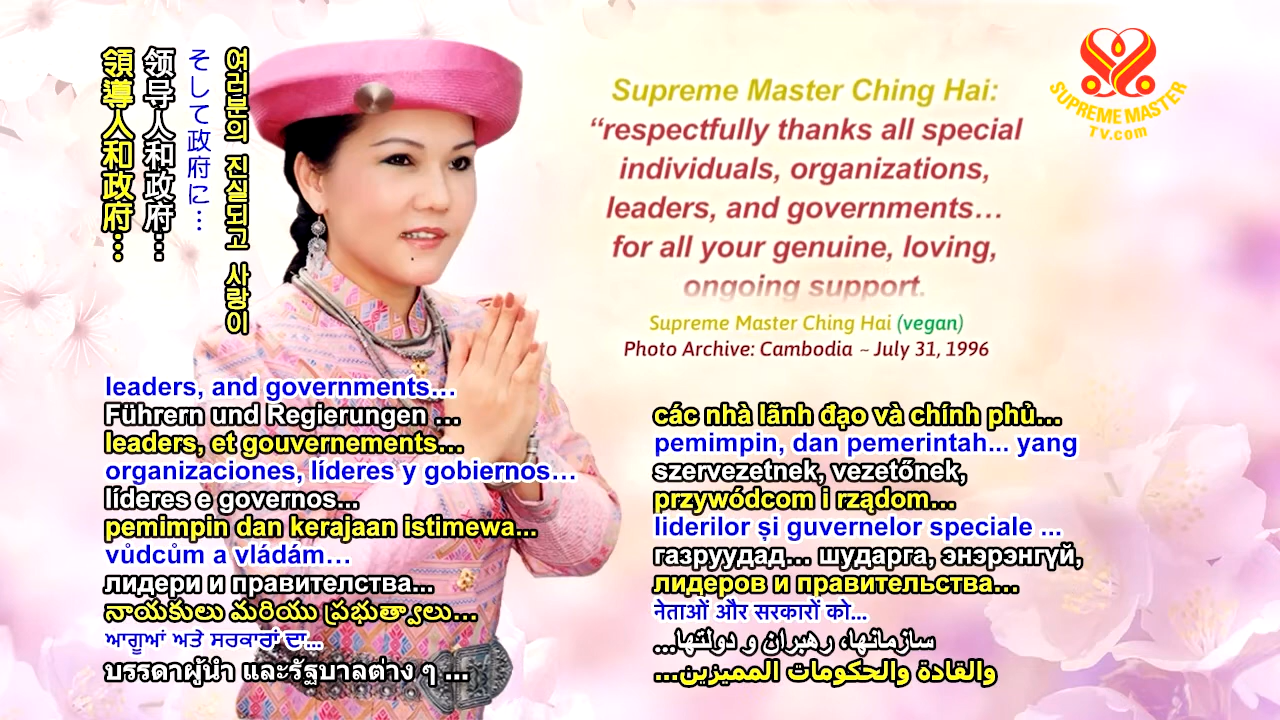 領導人和政府…
领导人和政府…
そして政府に…
여러분의 진실되고 사랑이
Supreme Master Ching Hai:
“respectfully thanks all special
individuals, organizations,
leaders, and governments…
for all your genuine, loving,
ongoing support.
Supreme Master Ching Hai (vegan)
Photo Archive: Cambodia ~ July 31, 1996
SUPREME MASTER
TV.com
leaders, and governments…
Führern und Regierungen …
leaders, et gouvernements…
organizaciones, líderes y gobiernos…
líderes e governos...
pemimpin dan kerajaan istimewa...
vůdcům a vládám…
лидери и правителства...
నాయకులు మరియు ప్రభుత్వాలు...
ਆਗੂਆਂ ਅਤੇ ਸਰਕਾਰਾਂ ਦਾ...
บรรดาผู้นำ และรัฐบาลต่าง ๆ ...
các nhà lãnh đạo và chính phủ…
pemimpin, dan pemerintah... yang
szervezetnek, vezetőnek,
przywódcom i rządom…
liderilor și guvernelor speciale ...
газруудад... шударга, энэрэнгүй,
лидеров и правительства…
नेताओं और सरकारों को...
سازمانها، رهبران و دولتها...
والقادة والحكومات المميزين...